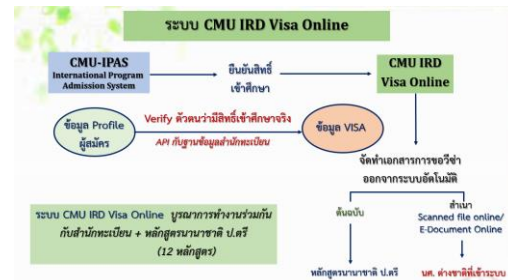 ระบบ CMU IRD Visa Online
CMU-IPAS
International Program
Admission System
ยืนยันสิทธิ์
เข้าศึกษา
CMU IRD
Visa Online
ข้อมูล Profile
ผู้สมัคร
Verify ตัวตนว่ามีสิทธิ์เข้าศึกษาจริง
API กับฐานข้อมูลสำนักทะเบียน
ข้อมูล VISA
จัดทำเอกสารการขอวีซ่า
ออกจากระบบอัตโนมัติ
ระบบ CMU IRD Visa Online บูรณาการทำงานร่วมกัน
กับสำนักทะเบียน + หลักสูตรนานาชาติ ป.ตรี
(12 หลักสูตร)
ต้นฉบับ
สำเนา
Scanned file online/
E-Document Online
หลักสูตรนานาชาติ ป.ตรี
นศ. ต่างชาติที่เข้าระบบ